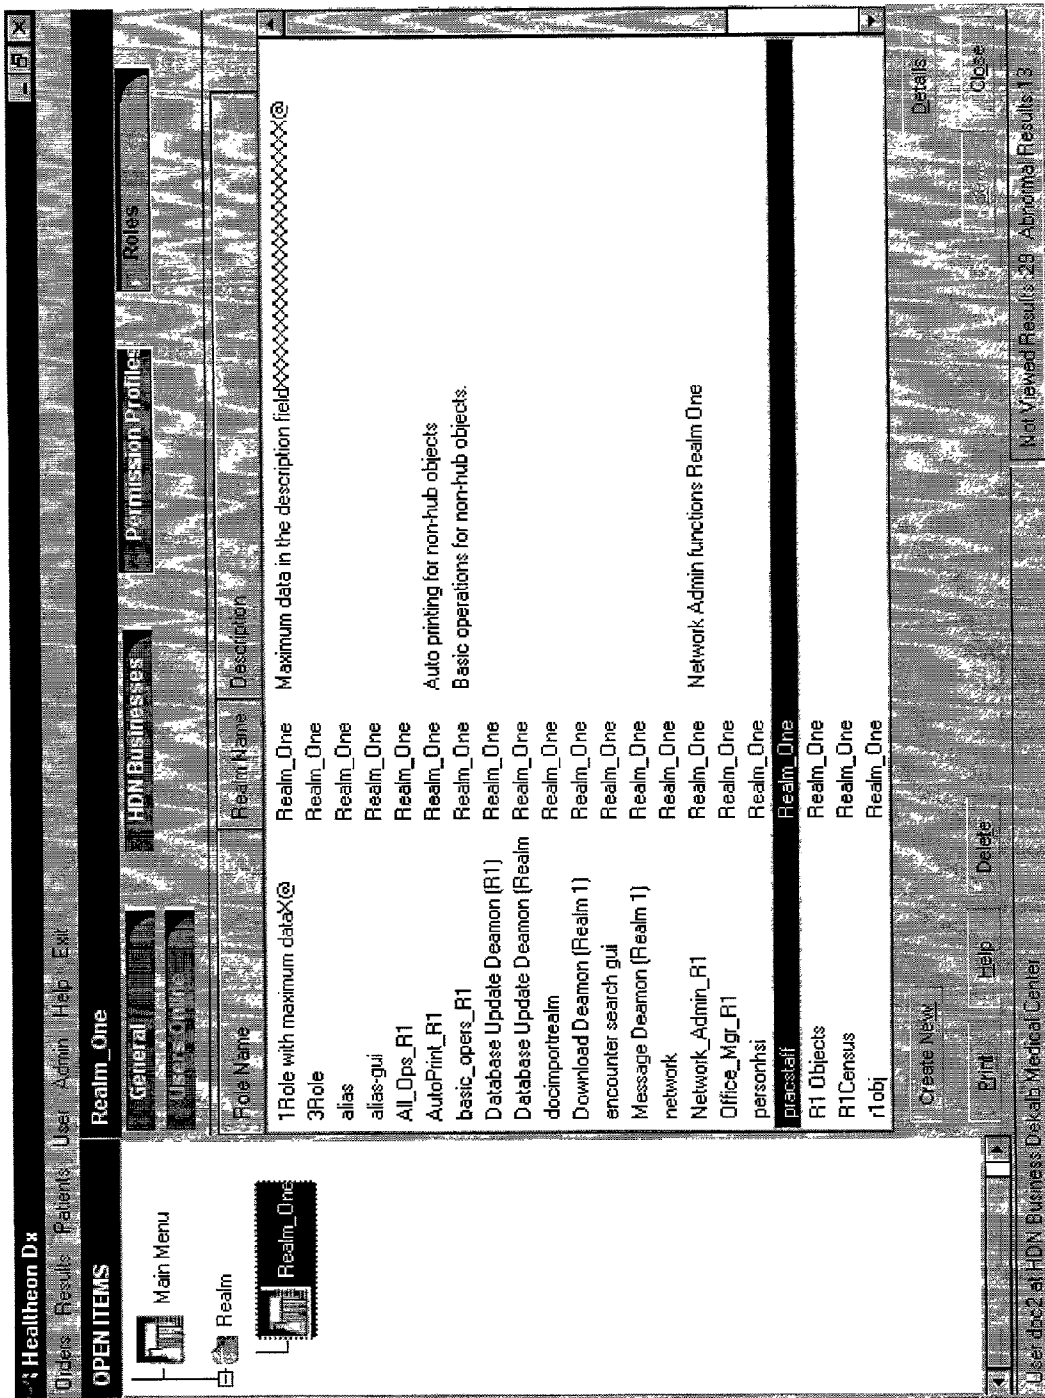 Healtheon Dx
Orders Results Patients User Admin Help Exit
OPEN ITEMS
Main Menu
Realm
Realm_One
Realm_One
General
HDN Businesses
Permission Profiles
Roles
Role Name Realm Name Description
1Role with maximum dataX@ Realm_One Maximum data in the description fieldXXXXXXXXXXXXXXXXXXXXXXX@
3Role Realm_One
alias Realm_One
alias-gui Realm_One
All_Ops_R1 Realm_One
AutoPrint_R1 Realm_One Auto printing for non-hub objects
basic_opers_R1 Realm_One Basic operations for non-hub objects.
Database Update Deamon (R1) Realm_One
Database Update Deamon (Realm Realm_One
docimportrealm Realm_One
Download Deamon (Realm 1) Realm_One
encounter search gui Realm_One
Message Deamon (Realm 1) Realm_One
network Realm_One
Network_Admin_R1 Realm_One Network Admin functions Realm One
Office_Mgr_R1 Realm_One
personhsi Realm_One
pracstaff Realm_One
R1 Objects Realm_One
R1Census Realm_One
r1obj Realm_One
Create New Details
Print Help Delete Close
User doc2 at HDN Business Dekalb Medical Center Not Viewed Results:29 Abnormal Results:13